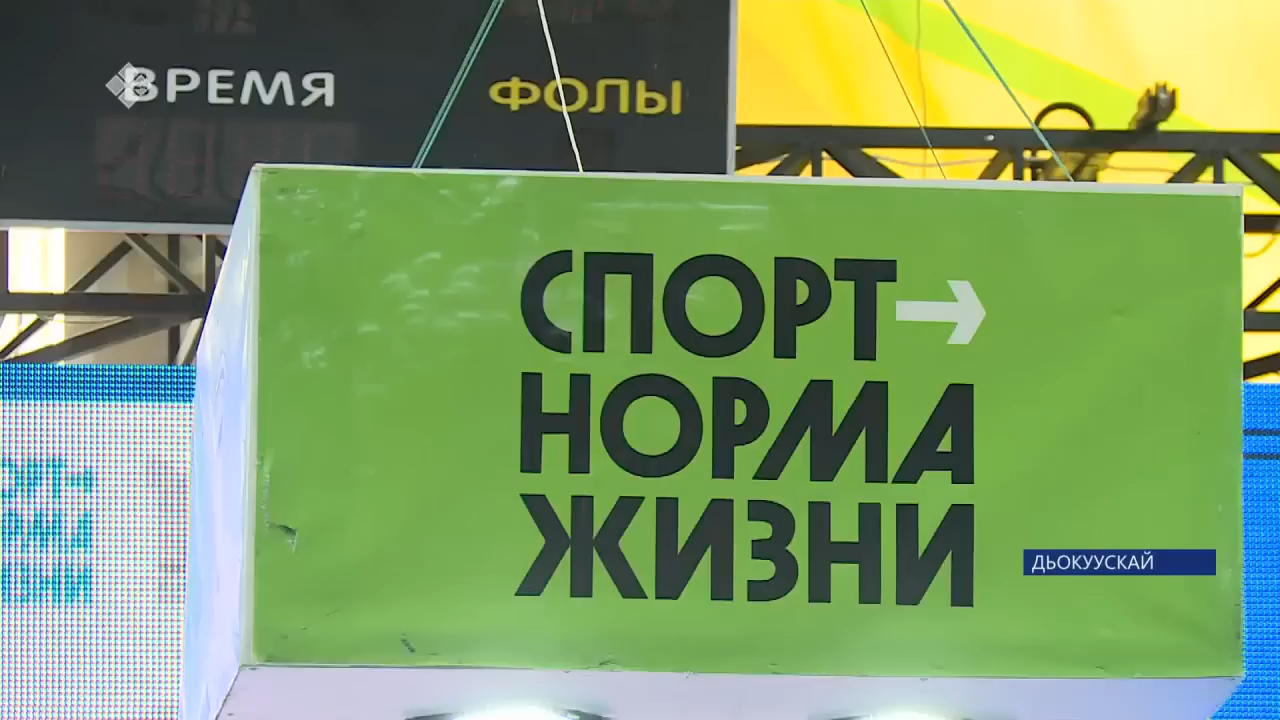 ВРЕМЯ ФОЛЫ
СПОРТ→
НОРМА
ЖИЗНИ
ДЬОКУУСКАЙ